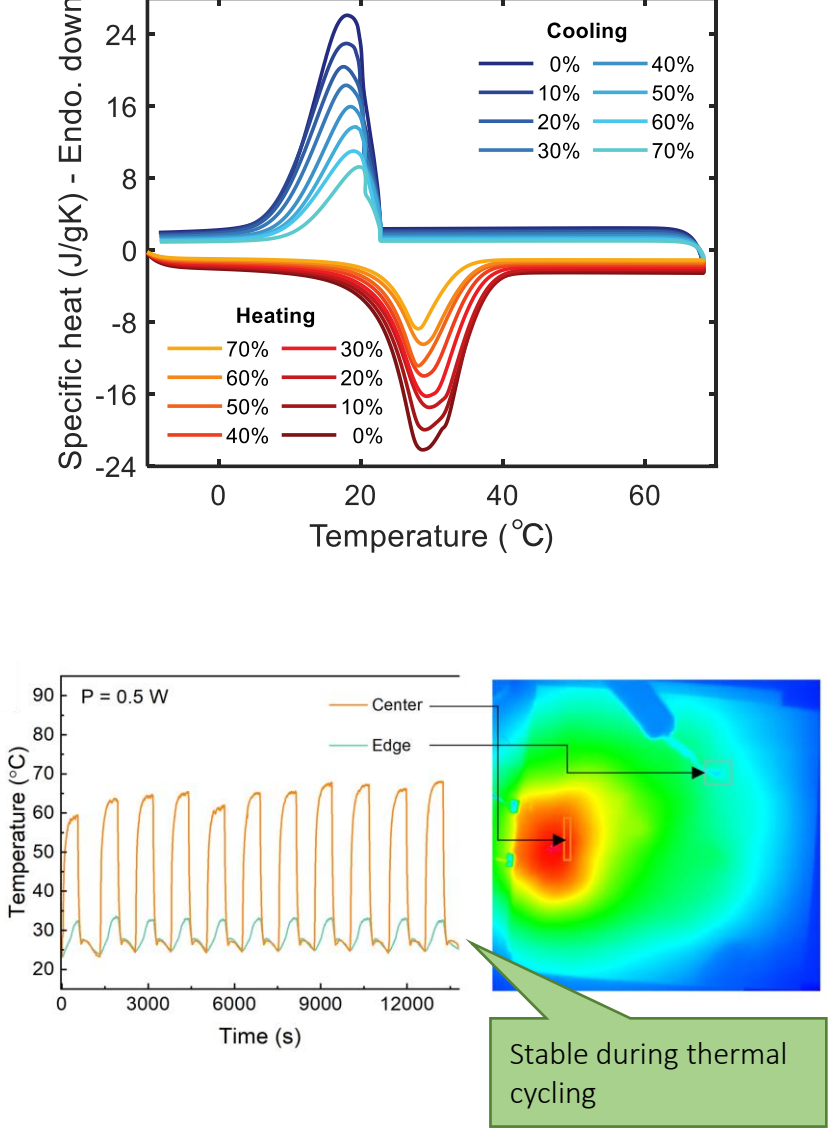 Specific heat (J/gK) - Endo. down
24
16
8
0
-8
-16
-24
Cooling
0% 40%
10% 50%
20% 60%
30% 70%
Heating
70% 30%
60% 20%
50% 10%
40% 0%
0 20 40 60
Temperature (°C)
P = 0.5 W
Center
Edge
Temperature (°C)
90
80
70
60
50
40
30
20
0 3000 6000 9000 12000
Time (s)
Stable during thermal
cycling